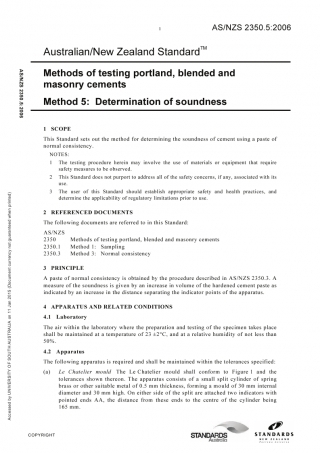 1
AS/NZS 2350.5:2006
Australian/New Zealand Standard™
Methods of testing portland, blended and
masonry cements
Method 5: Determination of soundness
1 SCOPE
This Standard sets out the method for determining the soundness of cement using a paste of
normal consistency.
NOTES:
1 The testing procedure herein may involve the use of materials or equipment that require
safety measures to be observed.
2 This Standard does not purport to address all of the safety concerns, if any, associated with its
use.
3 The user of this Standard should establish appropriate safety and health practices, and
determine the applicability of regulatory limitations prior to use.
2 REFERENCED DOCUMENTS
The following documents are referred to in this Standard:
AS/NZS
2350 Methods of testing portland, blended and masonry cements
2350.1 Method 1: Sampling
2350.3 Method 3: Normal consistency
3 PRINCIPLE
A paste of normal consistency is obtained by the procedure described in AS/NZS 2350.3. A
measure of the soundness is given by an increase in volume of the hardened cement paste as
indicated by an increase in the distance separating the indicator points of the apparatus.
4 APPARATUS AND RELATED CONDITIONS
4.1 Laboratory
The air within the laboratory where the preparation and testing of the specimen takes place
shall be maintained at a temperature of 23 ±2°C, and at a relative humidity of not less than
50%.
4.2 Apparatus
The following apparatus is required and shall be maintained within the tolerances specified:
(a) Le Chatelier mould The Le Chatelier mould shall conform to Figure 1 and the
tolerances shown thereon. The apparatus consists of a small split cylinder of spring
brass or other suitable metal of 0.5 mm thickness, forming a mould of 30 mm internal
diameter and 30 mm high. On either side of the split are attached two indicators with
pointed ends AA, the distance from these ends to the centre of the cylinder being
165 mm.
AS/NZS 2350.5:2006
Accessed by UNIVERSITY OF SOUTH AUSTRALIA on 11 Jan 2010 (Document currency not guaranteed when printed)
COPYRIGHT
STANDARDS
Australia
STANDARDS
NEW ZEALAND